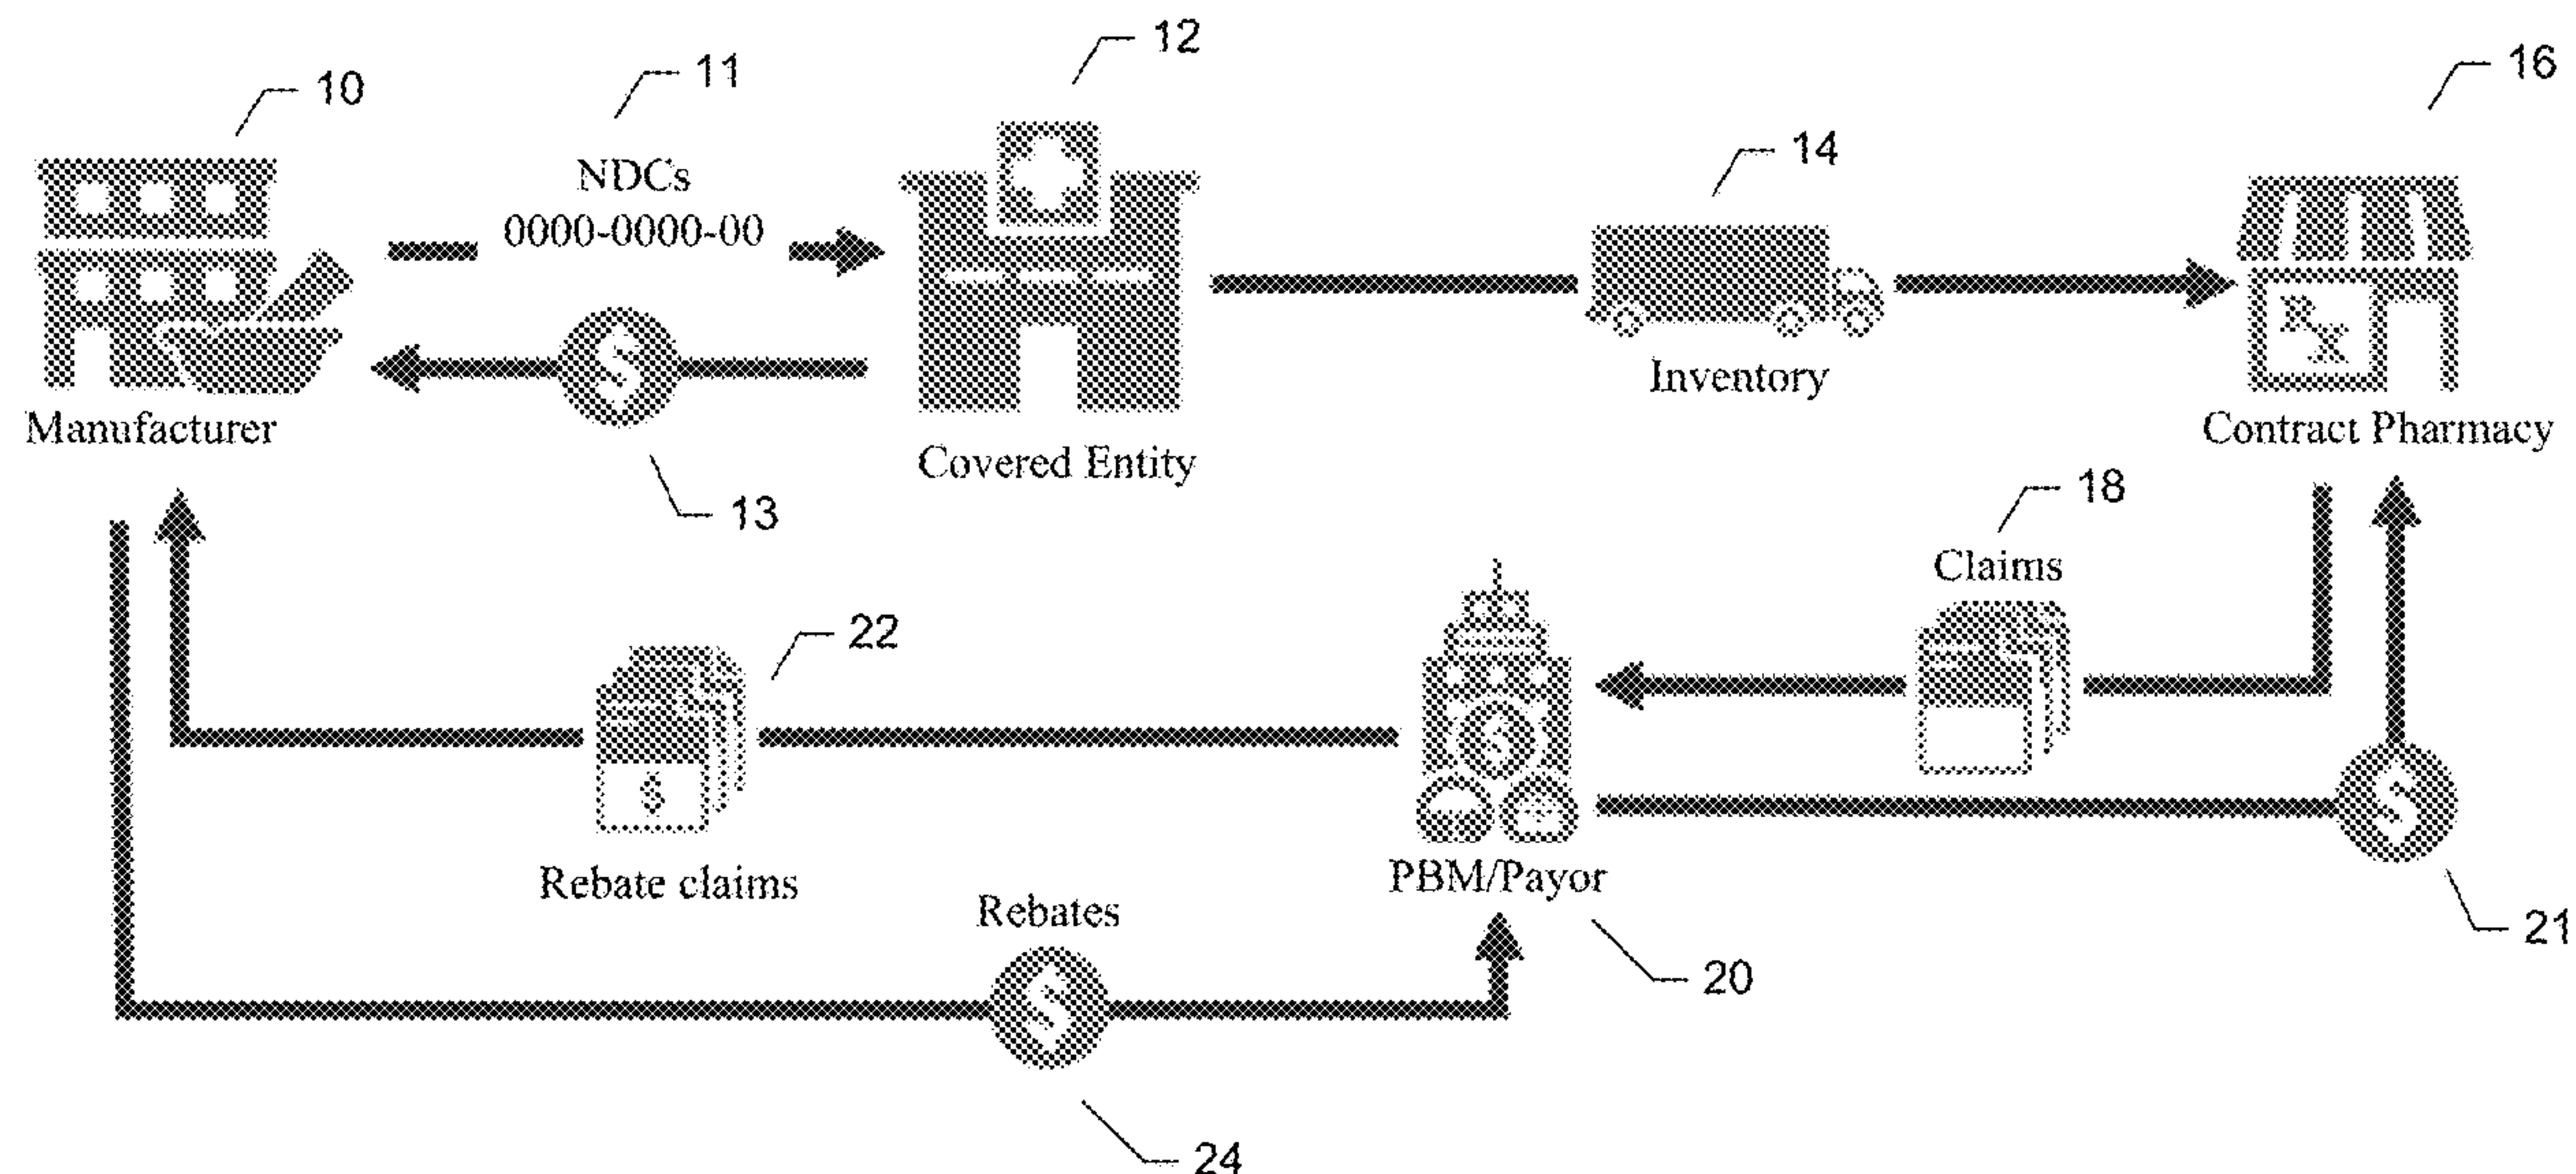 12
16
11
10
14
NDCs
0000-0000-00
Inventory
Manufacturer
Contract Pharmacy
Covered Entity
18
13
Claims
22
PBM/Payor
Rebate claims
Rebates
21
20
24
$
$
$
$
$
Rx